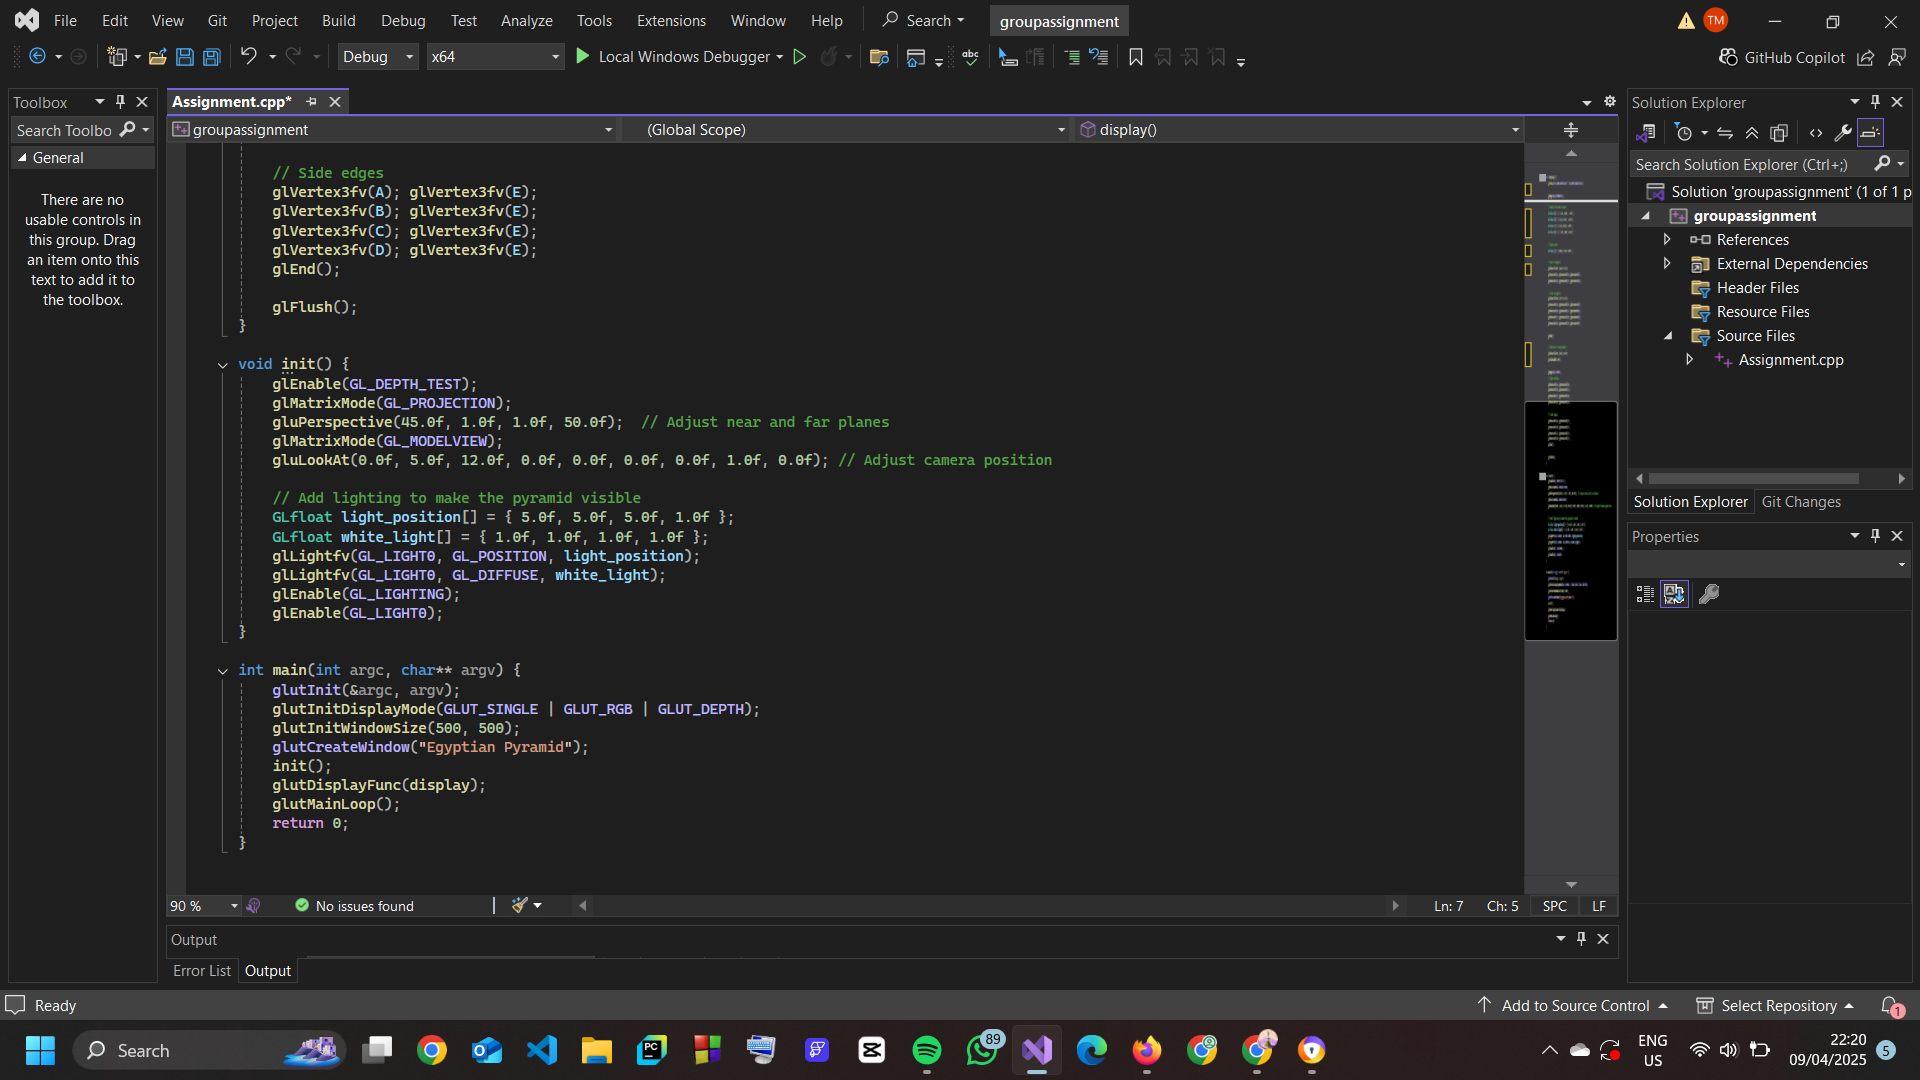 File Edit View Git Project Build Debug Test Analyze Tools Extensions Window Help Search groupassignment TM
Debug x64 Local Windows Debugger abc GitHub Copilot
Toolbox
Search Toolbo
General
There are no
usable controls in
this group. Drag
an item onto this
text to add it to
the toolbox.
Assignment.cpp*
groupassignment (Global Scope) display()
// Side edges
glVertex3fv(A); glVertex3fv(E);
glVertex3fv(B); glVertex3fv(E);
glVertex3fv(C); glVertex3fv(E);
glVertex3fv(D); glVertex3fv(E);
glEnd();
glFlush();
}
void init() {
glEnable(GL_DEPTH_TEST);
glMatrixMode(GL_PROJECTION);
gluPerspective(45.0f, 1.0f, 1.0f, 50.0f);  // Adjust near and far planes
glMatrixMode(GL_MODELVIEW);
gluLookAt(0.0f, 5.0f, 12.0f, 0.0f, 0.0f, 0.0f, 0.0f, 1.0f, 0.0f); // Adjust camera position
// Add lighting to make the pyramid visible
GLfloat light_position[] = { 5.0f, 5.0f, 5.0f, 1.0f };
GLfloat white_light[] = { 1.0f, 1.0f, 1.0f, 1.0f };
glLightfv(GL_LIGHT0, GL_POSITION, light_position);
glLightfv(GL_LIGHT0, GL_DIFFUSE, white_light);
glEnable(GL_LIGHTING);
glEnable(GL_LIGHT0);
}
int main(int argc, char** argv) {
glutInit(&argc, argv);
glutInitDisplayMode(GLUT_SINGLE | GLUT_RGB | GLUT_DEPTH);
glutInitWindowSize(500, 500);
glutCreateWindow("Egyptian Pyramid");
init();
glutDisplayFunc(display);
glutMainLoop();
return 0;
}
90 % No issues found Ln: 7 Ch: 5 SPC LF
Output
Error List Output
Solution Explorer
Search Solution Explorer (Ctrl+;)
Solution 'groupassignment' (1 of 1 p
groupassignment
References
External Dependencies
Header Files
Resource Files
Source Files
Assignment.cpp
Solution Explorer Git Changes
Properties
Ready Add to Source Control Select Repository 1
Search PC 89 ENG
US
22:20
09/04/2025
5